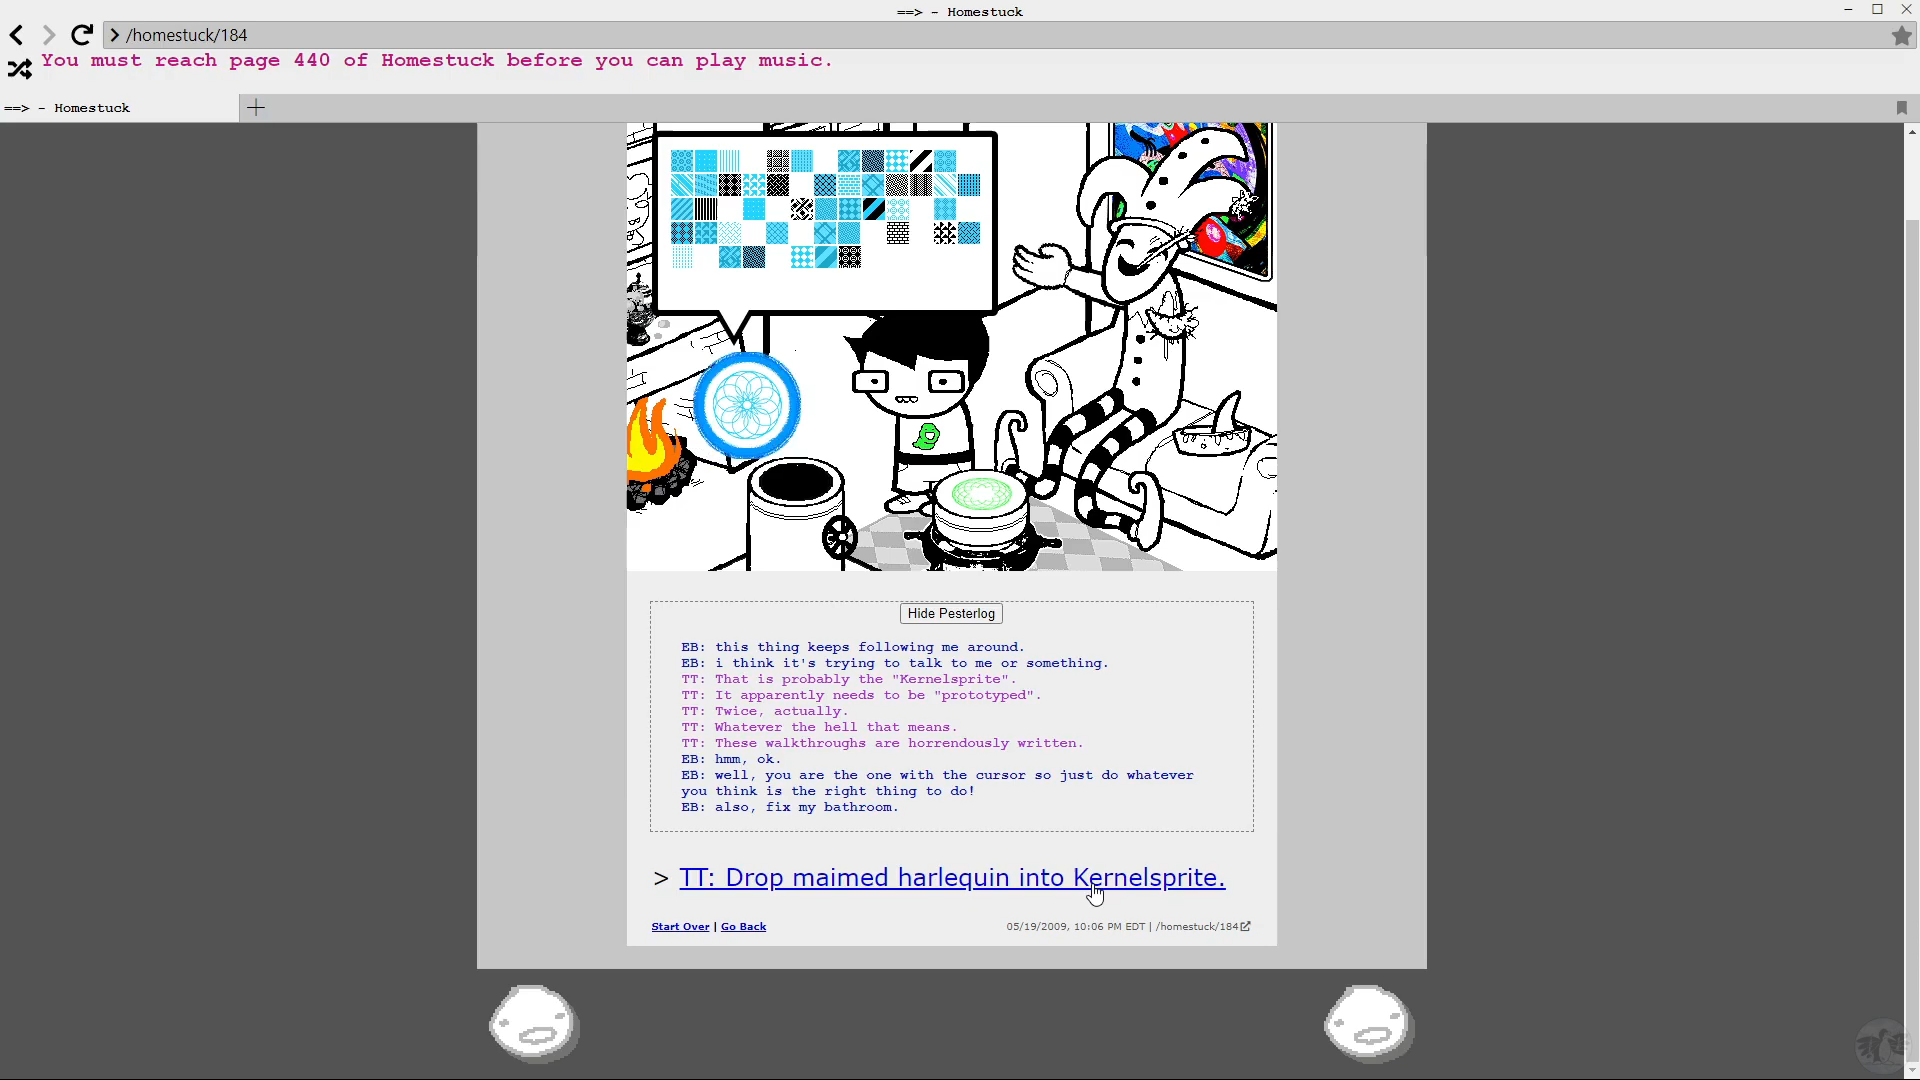 ==> - Homestuck
> /homestuck/184
You must reach page 440 of Homestuck before you can play music.
==> - Homestuck
Hide Pesterlog
EB: this thing keeps following me around.
EB: i think it's trying to talk to me or something.
TT: That is probably the "Kernelsprite".
TT: It apparently needs to be "prototyped".
TT: Twice, actually.
TT: Whatever the hell that means.
TT: These walkthroughs are horrendously written.
EB: hmm, ok.
EB: well, you are the one with the cursor so just do whatever
you think is the right thing to do!
EB: also, fix my bathroom.
> TT: Drop maimed harlequin into Kernelsprite.
Start Over | Go Back
05/19/2009, 10:06 PM EDT | /homestuck/184